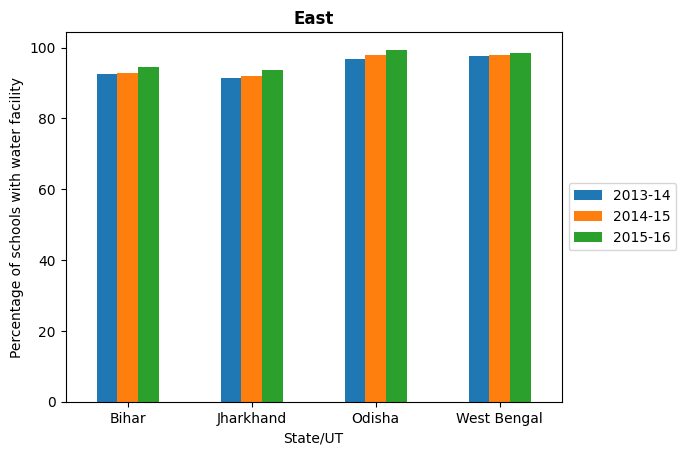 East
Percentage of schools with water facility
100
80
60
40
20
0
Bihar
Jharkhand
Odisha
West Bengal
State/UT
2013-14
2014-15
2015-16